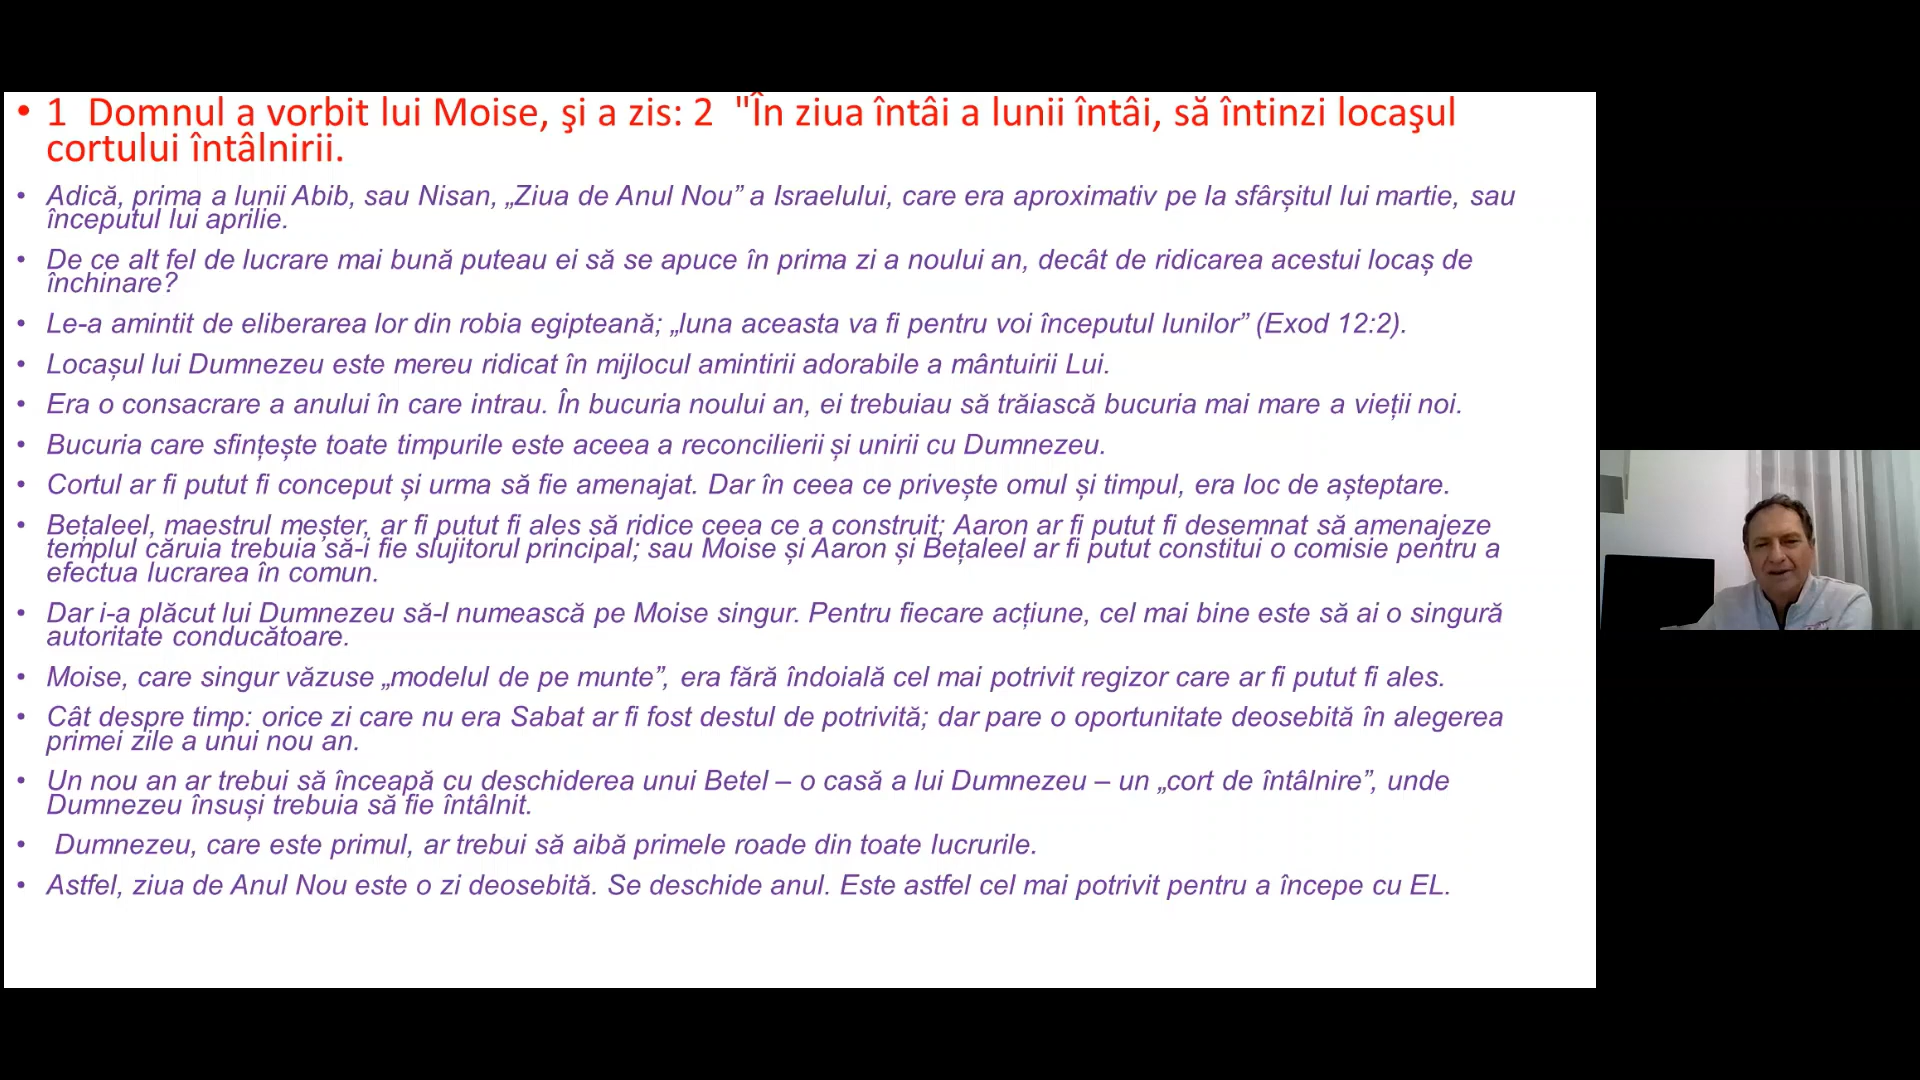 • 1  Domnul a vorbit lui Moise, şi a zis: 2  "În ziua întâi a lunii întâi, să întinzi locaşul
cortului întâlnirii.
• Adică, prima a lunii Abib, sau Nisan, „Ziua de Anul Nou” a Israelului, care era aproximativ pe la sfârșitul lui martie, sau
începutul lui aprilie.
• De ce alt fel de lucrare mai bună puteau ei să se apuce în prima zi a noului an, decât de ridicarea acestui locaș de
închinare?
• Le-a amintit de eliberarea lor din robia egipteană; „luna aceasta va fi pentru voi începutul lunilor” (Exod 12:2).
• Locașul lui Dumnezeu este mereu ridicat în mijlocul amintirii adorabile a mântuirii Lui.
• Era o consacrare a anului în care intrau. În bucuria noului an, ei trebuiau să trăiască bucuria mai mare a vieții noi.
• Bucuria care sfințește toate timpurile este aceea a reconcilierii și unirii cu Dumnezeu.
• Cortul ar fi putut fi conceput și urma să fie amenajat. Dar în ceea ce privește omul și timpul, era loc de așteptare.
• Bețaleel, maestrul meșter, ar fi putut fi ales să ridice ceea ce a construit; Aaron ar fi putut fi desemnat să amenajeze
templul căruia trebuia să-i fie slujitorul principal; sau Moise și Aaron și Bețaleel ar fi putut constitui o comisie pentru a
efectua lucrarea în comun.
• Dar i-a plăcut lui Dumnezeu să-l numească pe Moise singur. Pentru fiecare acțiune, cel mai bine este să ai o singură
autoritate conducătoare.
• Moise, care singur văzuse „modelul de pe munte”, era fără îndoială cel mai potrivit regizor care ar fi putut fi ales.
• Cât despre timp: orice zi care nu era Sabat ar fi fost destul de potrivită; dar pare o oportunitate deosebită în alegerea
primei zile a unui nou an.
• Un nou an ar trebui să înceapă cu deschiderea unui Betel – o casă a lui Dumnezeu – un „cort de întâlnire”, unde
Dumnezeu însuși trebuia să fie întâlnit.
• Dumnezeu, care este primul, ar trebui să aibă primele roade din toate lucrurile.
• Astfel, ziua de Anul Nou este o zi deosebită. Se deschide anul. Este astfel cel mai potrivit pentru a începe cu EL.